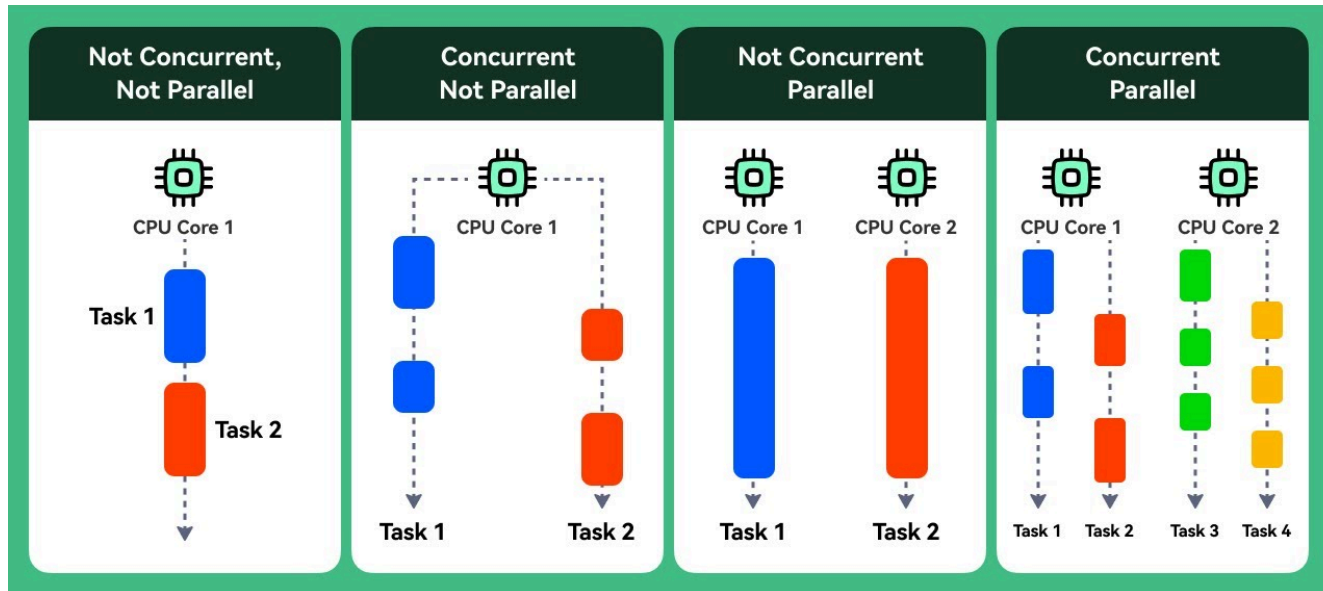 Not Concurrent,
Not Parallel
CPU Core 1
Task 1
Task 2
Concurrent
Not Parallel
CPU Core 1
Task 1
Task 2
Not Concurrent
Parallel
CPU Core 1
CPU Core 2
Task 1
Task 2
Concurrent
Parallel
CPU Core 1
CPU Core 2
Task 1
Task 2
Task 3
Task 4